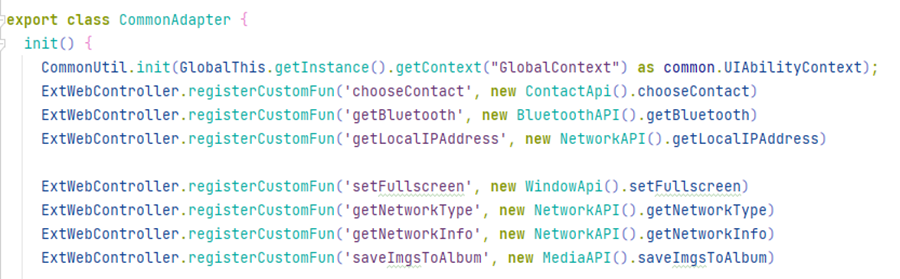 export class CommonAdapter {
init() {
CommonUtil.init(GlobalThis.getInstance().getContext("GlobalContext") as common.UIAbilityContext);
ExtWebController.registerCustomFun('chooseContact', new ContactApi().chooseContact)
ExtWebController.registerCustomFun('getBluetooth', new BluetoothAPI().getBluetooth)
ExtWebController.registerCustomFun('getLocalIPAddress', new NetworkAPI().getLocalIPAddress)
ExtWebController.registerCustomFun('setFullscreen', new WindowApi().setFullscreen)
ExtWebController.registerCustomFun('getNetworkType', new NetworkAPI().getNetworkType)
ExtWebController.registerCustomFun('getNetworkInfo', new NetworkAPI().getNetworkInfo)
ExtWebController.registerCustomFun('saveImgsToAlbum', new MediaAPI().saveImgsToAlbum)